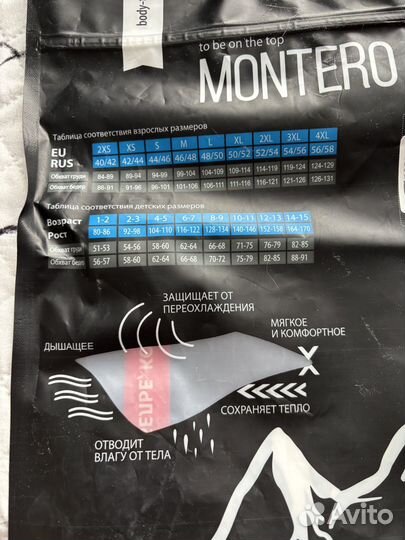 body-
to be on the top
MONTERO
Таблица соответствия взрослых размеров
EU 2XS XS S M L XL 2XL 3XL 4XL
RUS 40/42 42/44 44/46 46/48 48/50 50/52 52/54 54/56 56/58
Обхват груди 84-89 89-94 94-99 99-104 104-109 109-114 114-119 119-124 124-129
Обхват бедер 86-91 91-96 96-101 101-106 106-111 111-116 116-121 121-126 126-131
Таблица соответствия детских размеров
Возраст 1-2 2-3 4-5 6-7 8-9 10-11 12-13 14-15
Рост 80-86 92-98 104-110 116-122 128-134 140-146 152-158 164-170
Обхват груди 51-53 54-56 58-60 62-64 66-68 71-75 76-79 82-85
Обхват бедер 56-57 58-60 62-64 66-68 70-72 75-78 82-85 88-91
ЗАЩИЩАЕТ ОТ
ПЕРЕОХЛАЖДЕНИЯ
МЯГКОЕ
И КОМФОРТНОЕ
ДЫШАЩЕЕ
СОХРАНЯЕТ ТЕПЛО
ОТВОДИТ
ВЛАГУ ОТ ТЕЛА
Avito